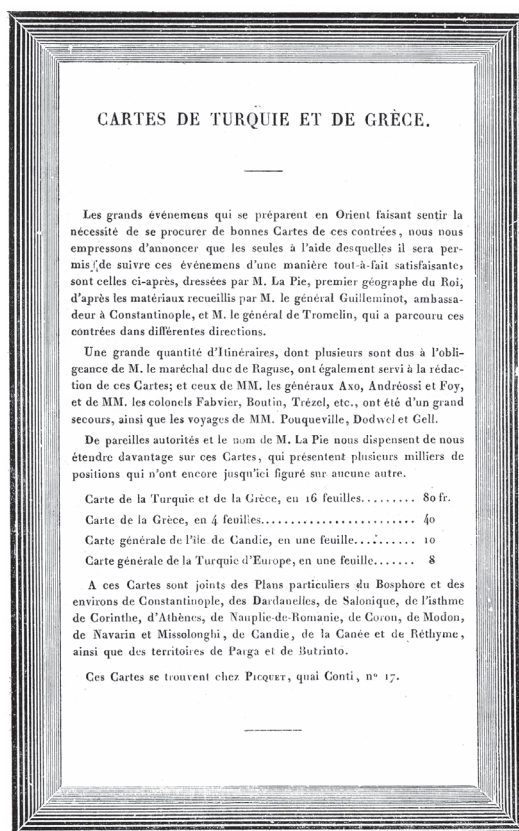 CARTES DE TURQUIE ET DE GRÈCE.
Les grands événemens qui se préparent en Orient faisant sentir la
nécessité de se procurer de bonnes Cartes de ces contrées, nous nous
empressons d'annoncer que les seules à l'aide desquelles il sera per-
mis de suivre ces événemens d'une manière tout-à-fait satisfaisante,
sont celles ci-après, dressées par M. La Pie, premier géographe du Roi,
d'après les matériaux recueillis par M. le général Guilleminot, ambassa-
deur à Constantinople, et M. le général de Tromelin, qui a parcouru ces
contrées dans différentes directions.
Une grande quantité d'Itinéraires, dont plusieurs sont dus à l'obli-
geance de M. le maréchal duc de Raguse, ont également servi à la rédac-
tion de ces Cartes; et ceux de MM. les généraux Axo, Andréossi et Foy,
et de MM. les colonels Fabvier, Boutin, Trézel, etc., ont été d'un grand
secours, ainsi que les voyages de MM. Pouqueville, Dodwel et Gell.
De pareilles autorités et le nom de M. La Pie nous dispensent de nous
étendre davantage sur ces Cartes, qui présentent plusieurs milliers de
positions qui n'ont encore jusqu'ici figuré sur aucune autre.
Carte de la Turquie et de la Grèce, en 16 feuilles......... 80 fr.
Carte de la Grèce, en 4 feuilles........................ 40
Carte générale de l'île de Candie, en une feuille.......... 10
Carte générale de la Turquie d'Europe, en une feuille....... 8
A ces Cartes sont joints des Plans particuliers du Bosphore et des
environs de Constantinople, des Dardanelles, de Salonique, de l'isthme
de Corinthe, d'Athènes, de Nauplie-de-Romanie, de Coron, de Modon,
de Navarin et Missolonghi, de Candie, de la Canée et de Réthyme,
ainsi que des territoires de Parga et de Butrinto.
Ces Cartes se trouvent chez PICQUET, quai Conti, n° 17.